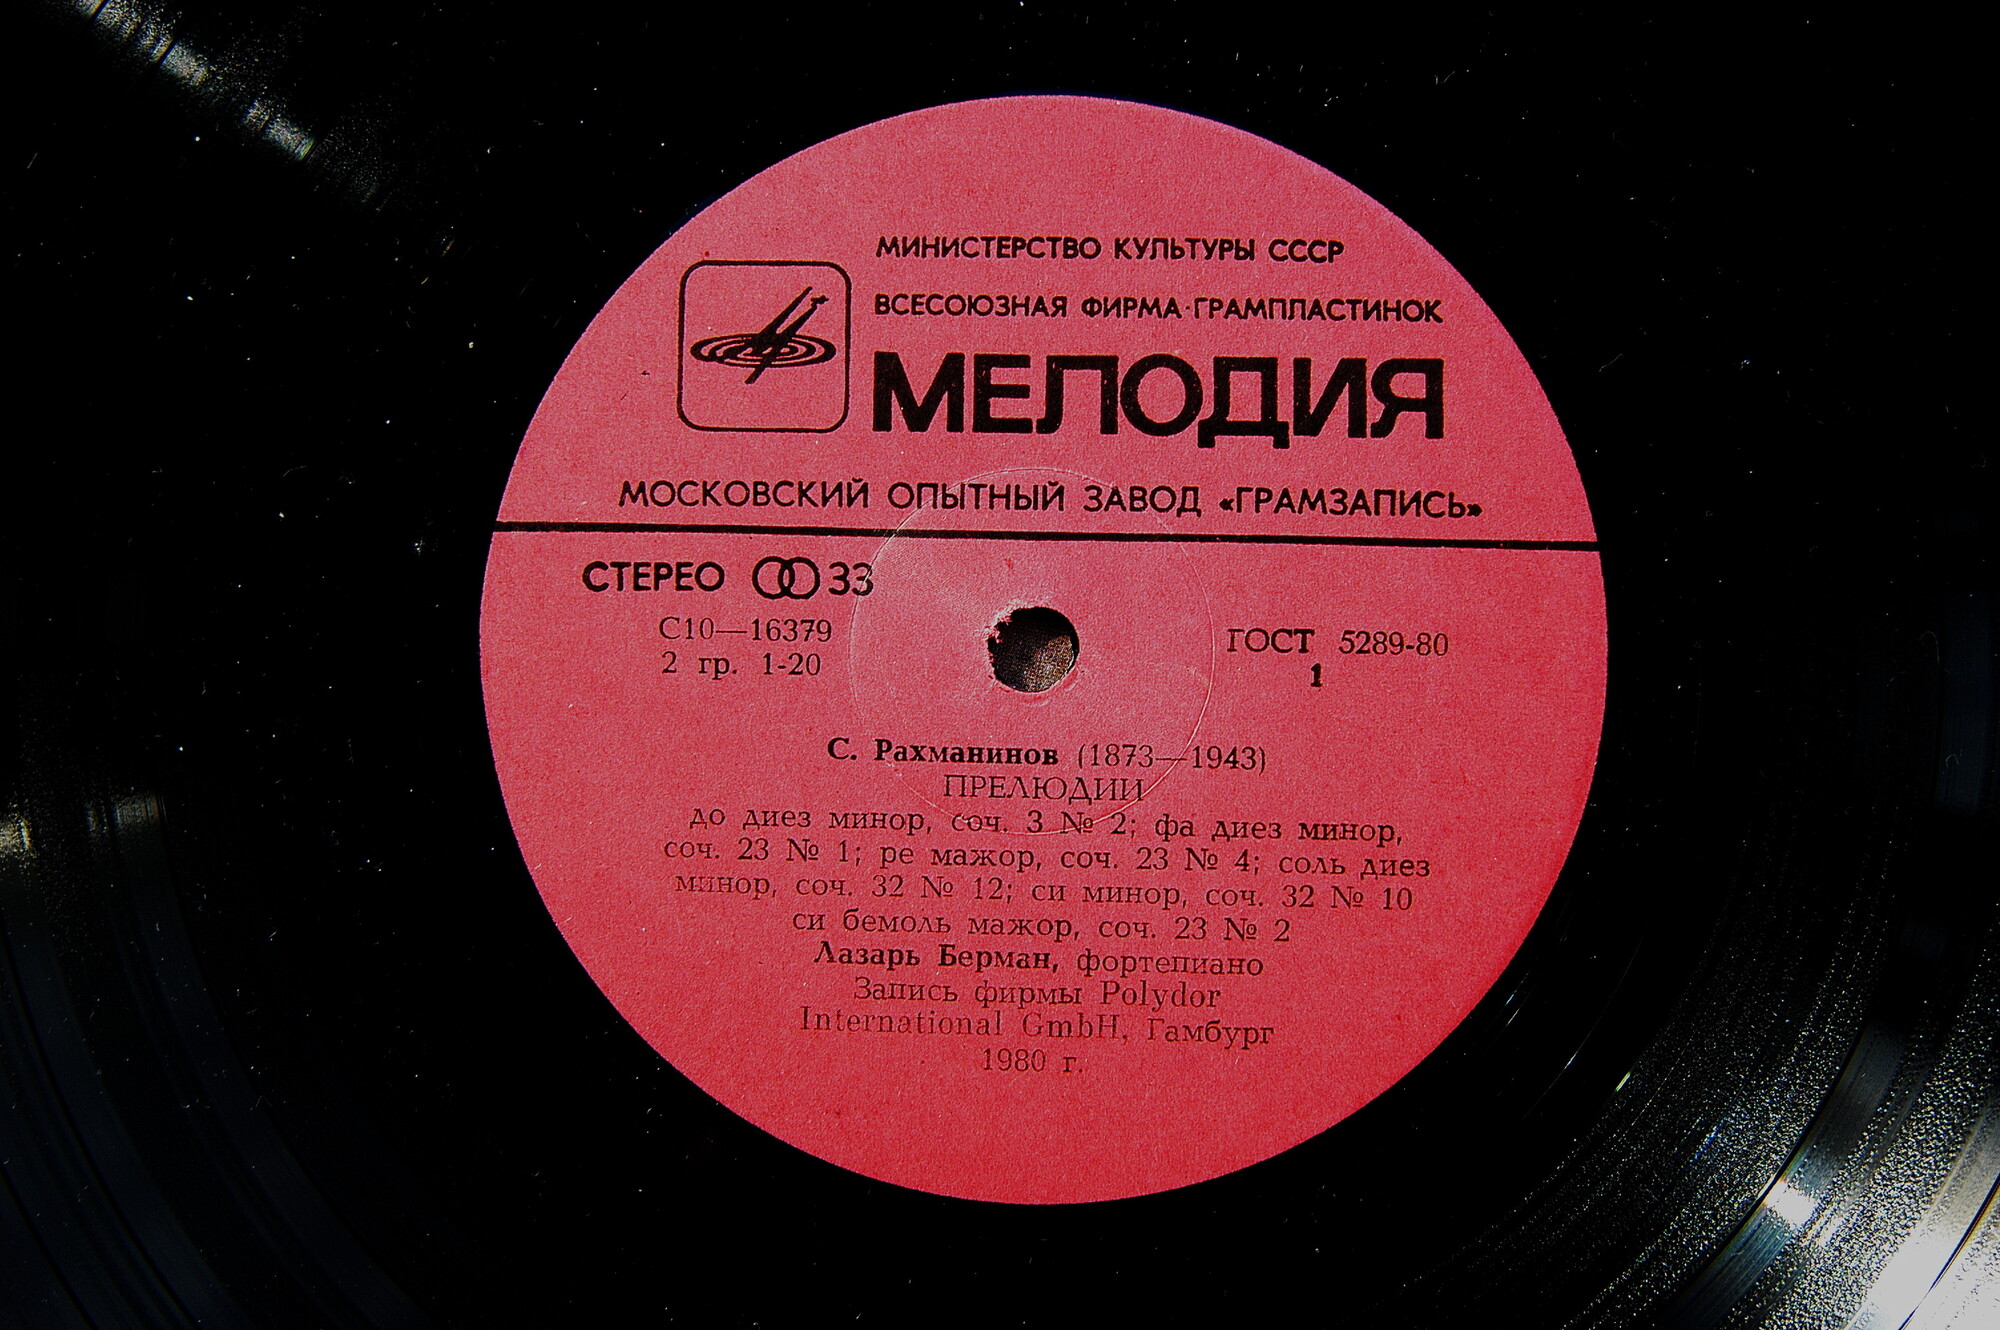 МИНИСТЕРСТВО КУЛЬТУРЫ СССР
ВСЕСОЮЗНАЯ ФИРМА·ГРАМПЛАСТИНОК
МЕЛОДИЯ
МОСКОВСКИЙ ОПЫТНЫЙ ЗАВОД «ГРАМЗАПИСЬ»
СТЕРЕО 33
С10—16379
2 гр. 1-20
ГОСТ 5289-80
1
С. Рахманинов (1873—1943)
ПРЕЛЮДИИ
до диез минор, соч. 3 № 2; фа диез минор,
соч. 23 № 1; ре мажор, соч. 23 № 4; соль диез
минор, соч. 32 № 12; си минор, соч. 32 № 10
си бемоль мажор, соч. 23 № 2
Лазарь Берман, фортепиано
Запись фирмы Polydor
International GmbH, Гамбург
1980 г.